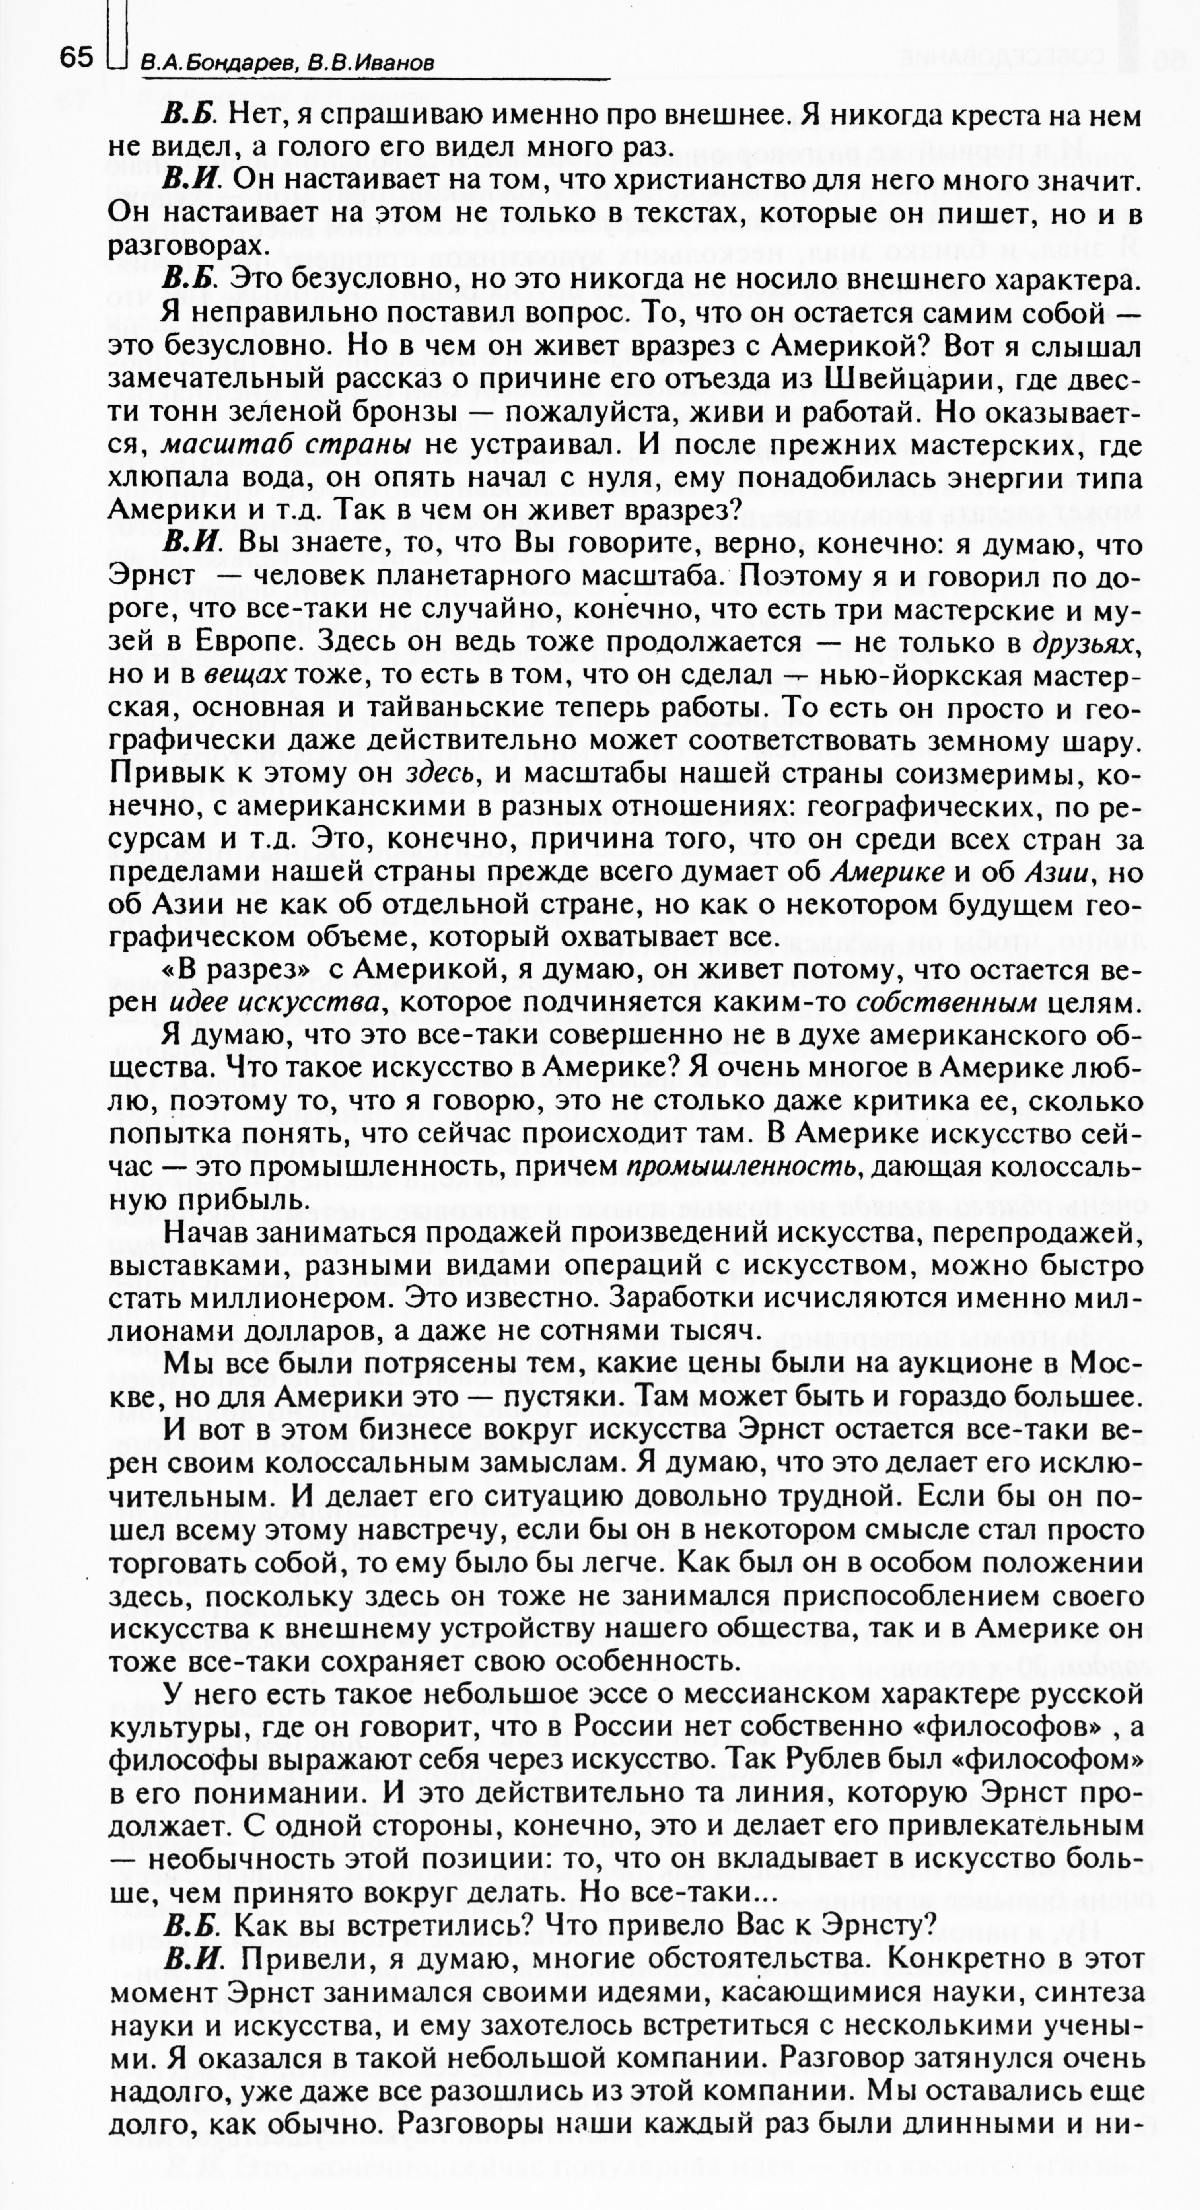 65 В.А.Бондарев, В.В.Иванов
В.Б. Нет, я спрашиваю именно про внешнее. Я никогда креста на нем
не видел, а голого его видел много раз.
В.И. Он настаивает на том, что христианство для него много значит.
Он настаивает на этом не только в текстах, которые он пишет, но и в
разговорах.
В.Б. Это безусловно, но это никогда не носило внешнего характера.
Я неправильно поставил вопрос. То, что он остается самим собой —
это безусловно. Но в чем он живет вразрез с Америкой? Вот я слышал
замечательный рассказ о причине его отъезда из Швейцарии, где двес-
ти тонн зеленой бронзы — пожалуйста, живи и работай. Но оказывает-
ся, масштаб страны не устраивал. И после прежних мастерских, где
хлюпала вода, он опять начал с нуля, ему понадобилась энергии типа
Америки и т.д. Так в чем он живет вразрез?
В.И. Вы знаете, то, что Вы говорите, верно, конечно: я думаю, что
Эрнст — человек планетарного масштаба. Поэтому я и говорил по до-
роге, что все-таки не случайно, конечно, что есть три мастерские и му-
зей в Европе. Здесь он ведь тоже продолжается — не только в друзьях,
но и в вещах тоже, то есть в том, что он сделал — нью-йоркская мастер-
ская, основная и тайваньские теперь работы. То есть он просто и гео-
графически даже действительно может соответствовать земному шару.
Привык к этому он здесь, и масштабы нашей страны соизмеримы, ко-
нечно, с американскими в разных отношениях: географических, по ре-
сурсам и т.д. Это, конечно, причина того, что он среди всех стран за
пределами нашей страны прежде всего думает об Америке и об Азии, но
об Азии не как об отдельной стране, но как о некотором будущем гео-
графическом объеме, который охватывает все.
«В разрез» с Америкой, я думаю, он живет потому, что остается ве-
рен идее искусства, которое подчиняется каким-то собственным целям.
Я думаю, что это все-таки совершенно не в духе американского об-
щества. Что такое искусство в Америке? Я очень многое в Америке люб-
лю, поэтому то, что я говорю, это не столько даже критика ее, сколько
попытка понять, что сейчас происходит там. В Америке искусство сей-
час — это промышленность, причем промышленность, дающая колоссаль-
ную прибыль.
Начав заниматься продажей произведений искусства, перепродажей,
выставками, разными видами операций с искусством, можно быстро
стать миллионером. Это известно. Заработки исчисляются именно мил-
лионами долларов, а даже не сотнями тысяч.
Мы все были потрясены тем, какие цены были на аукционе в Мос-
кве, но для Америки это — пустяки. Там может быть и гораздо большее.
И вот в этом бизнесе вокруг искусства Эрнст остается все-таки ве-
рен своим колоссальным замыслам. Я думаю, что это делает его исклю-
чительным. И делает его ситуацию довольно трудной. Если бы он по-
шел всему этому навстречу, если бы он в некотором смысле стал просто
торговать собой, то ему было бы легче. Как был он в особом положении
здесь, поскольку здесь он тоже не занимался приспособлением своего
искусства к внешнему устройству нашего общества, так и в Америке он
тоже все-таки сохраняет свою особенность.
У него есть такое небольшое эссе о мессианском характере русской
культуры, где он говорит, что в России нет собственно «философов» , а
философы выражают себя через искусство. Так Рублев был «философом»
в его понимании. И это действительно та линия, которую Эрнст про-
должает. С одной стороны, конечно, это и делает его привлекательным
— необычность этой позиции: то, что он вкладывает в искусство боль-
ше, чем принято вокруг делать. Но все-таки...
В.Б. Как вы встретились? Что привело Вас к Эрнсту?
В.И. Привели, я думаю, многие обстоятельства. Конкретно в этот
момент Эрнст занимался своими идеями, касающимися науки, синтеза
науки и искусства, и ему захотелось встретиться с несколькими учены-
ми. Я оказался в такой небольшой компании. Разговор затянулся очень
надолго, уже даже все разошлись из этой компании. Мы оставались еще
долго, как обычно. Разговоры наши каждый раз были длинными и ни-